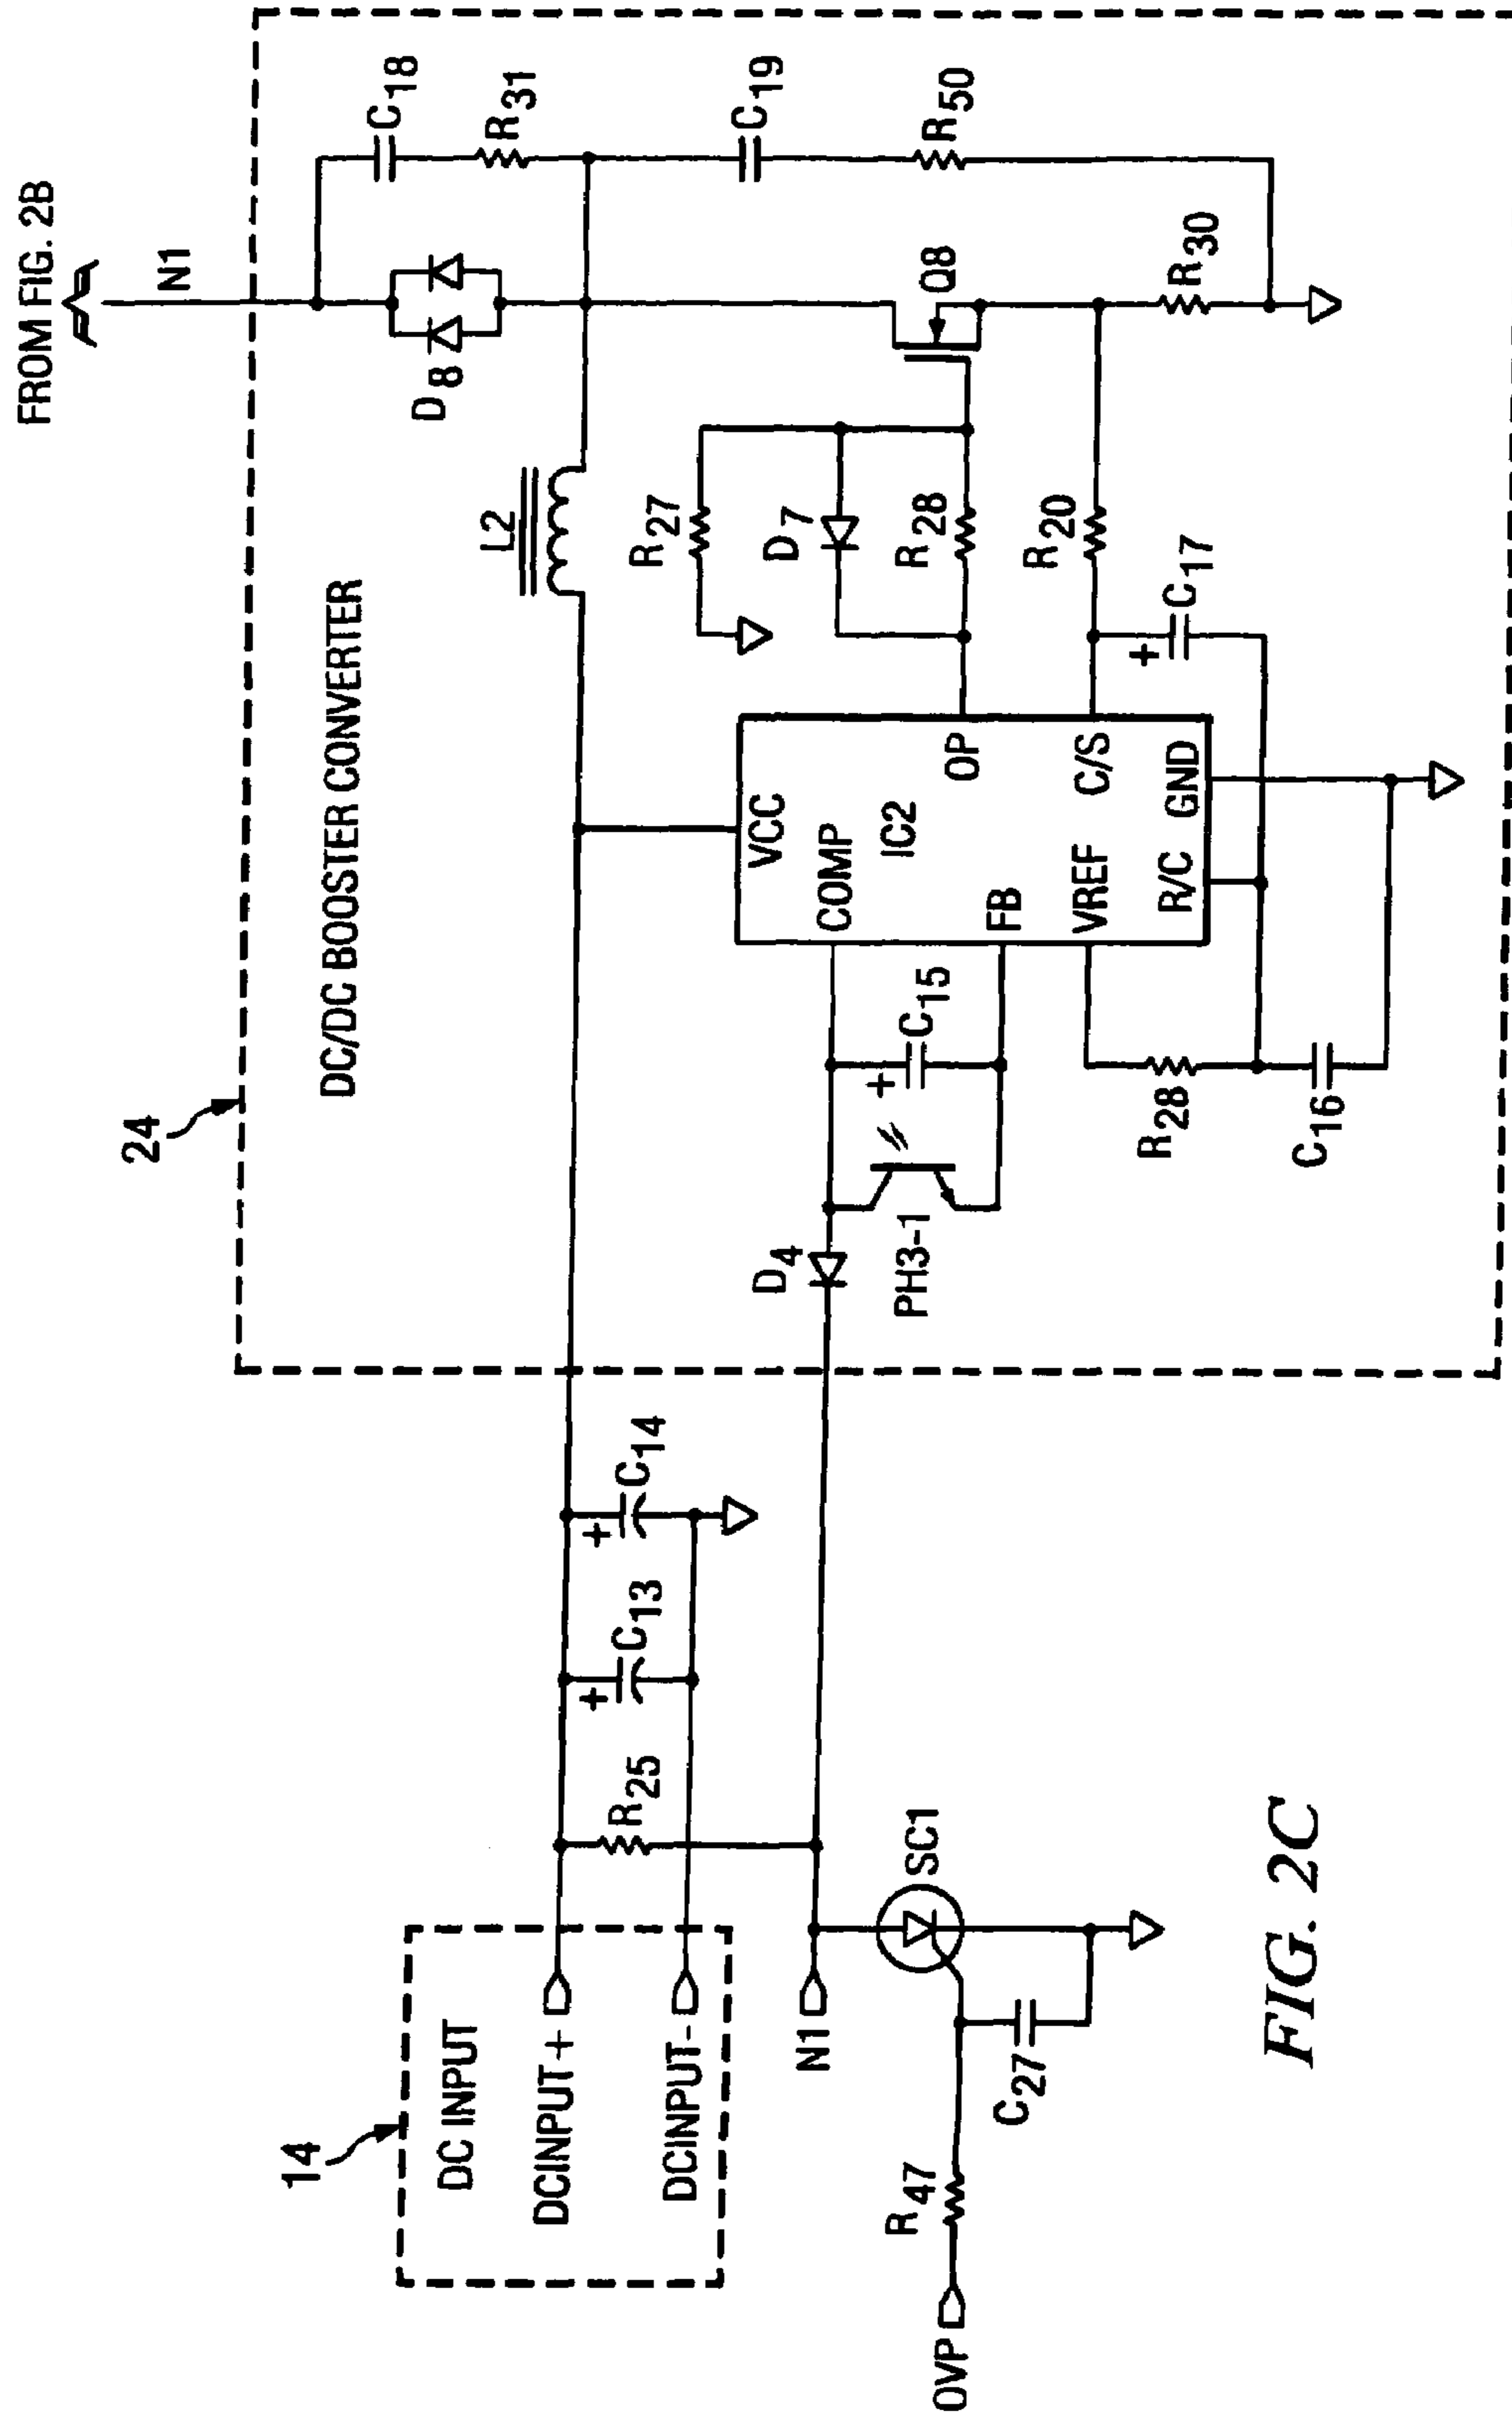 FROM FIG. 2B
N1
24
DC/DC BOOSTER CONVERTER
D8
C18
R31
L2
C19
R50
Q8
R30
R27
D7
R28
R20
C17
VCC
COMP
IC2
OP
FB
C/S
VREF
R/C
GND
C15
R28
C16
D4
PH3-1
14
DC INPUT
DCINPUT+
DCINPUT-
R25
C13
C14
+
+
+
+
N1
SC1
OVP
R47
C27
FIG. 2C